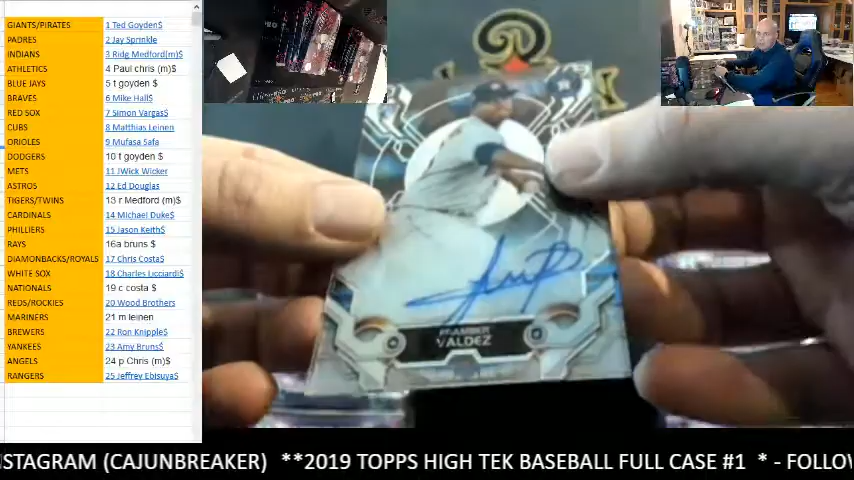 GIANTS/PIRATES 1 Ted Goyden$
PADRES 2 Jay Sprinkle
INDIANS 3 Ridg Medford(m)$
ATHLETICS 4 Paul chris (m)$
BLUE JAYS 5 t goyden $
BRAVES 6 Mike Hall$
RED SOX 7 Simon Vargas$
CUBS 8 Matthias Leinen
ORIOLES 9 Mufasa Safa
DODGERS 10 t goyden $
METS 11 JWick Wicker
ASTROS 12 Ed Douglas
TIGERS/TWINS 13 r Medford (m)$
CARDINALS 14 Michael Duke$
PHILLIERS 15 Jason Keith$
RAYS 16a bruns $
DIAMONBACKS/ROYALS 17 Chris Costa$
WHITE SOX 18 Charles Licciardi$
NATIONALS 19 c costa $
REDS/ROCKIES 20 Wood Brothers
MARINERS 21 m leinen
BREWERS 22 Ron Knipple$
YANKEES 23 Amy Bruns$
ANGELS 24 p Chris (m)$
RANGERS 25 Jeffrey Ebisuya$
FRAMBER
VALDEZ
NSTAGRAM (CAJUNBREAKER) **2019 TOPPS HIGH TEK BASEBALL FULL CASE #1 * - FOLLOW